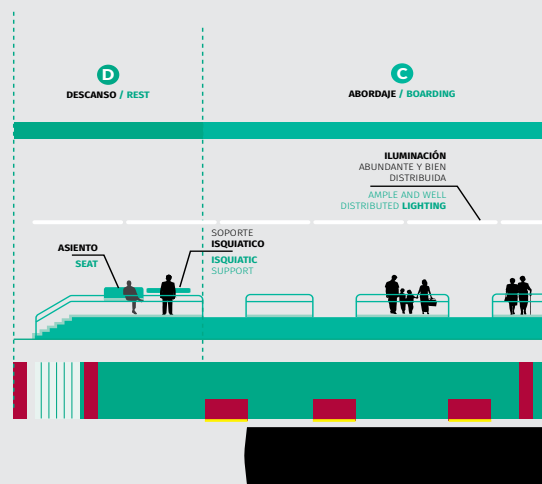 D
DESCANSO / REST
C
ABORDAJE / BOARDING
ILUMINACIÓN
ABUNDANTE Y BIEN
DISTRIBUIDA
AMPLE AND WELL
DISTRIBUTED LIGHTING
ASIENTO
SEAT
SOPORTE
ISQUIATICO
ISQUIATIC
SUPPORT